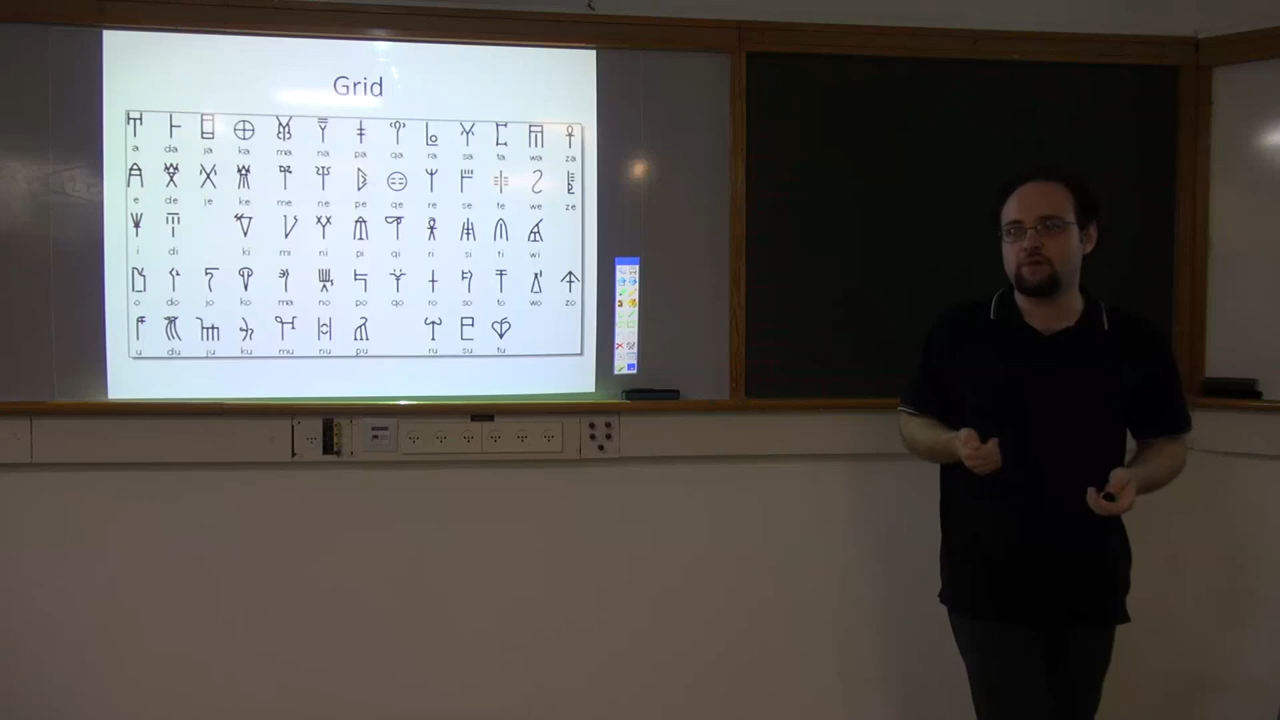 Grid
𐀀 𐀅 𐀊 𐀏 𐀔 𐀙 𐀞 𐀣 𐀨 𐀭 𐀲 𐀷 𐀼
a da ja ka ma na pa qa ra sa ta wa za
𐀁 𐀆 𐀋 𐀐 𐀕 𐀚 𐀟 𐀤 𐀩 𐀮 𐀳 𐀸 𐀽
e de je ke me ne pe qe re se te we ze
𐀂 𐀇 𐀑 𐀖 𐀛 𐀠 𐀥 𐀪 𐀯 𐀴 𐀹
i di ki mi ni pi qi ri si ti wi
𐀃 𐀈 𐀍 𐀒 𐀗 𐀜 𐀡 𐀦 𐀫 𐀰 𐀵 𐀺 𐀿
o do jo ko ma no po qo ro so to wo zo
𐀄 𐀉 𐀎 𐀓 𐀘 𐀝 𐀢 𐀬 𐀱 𐀶
u du ju ku mu nu pu ru su tu